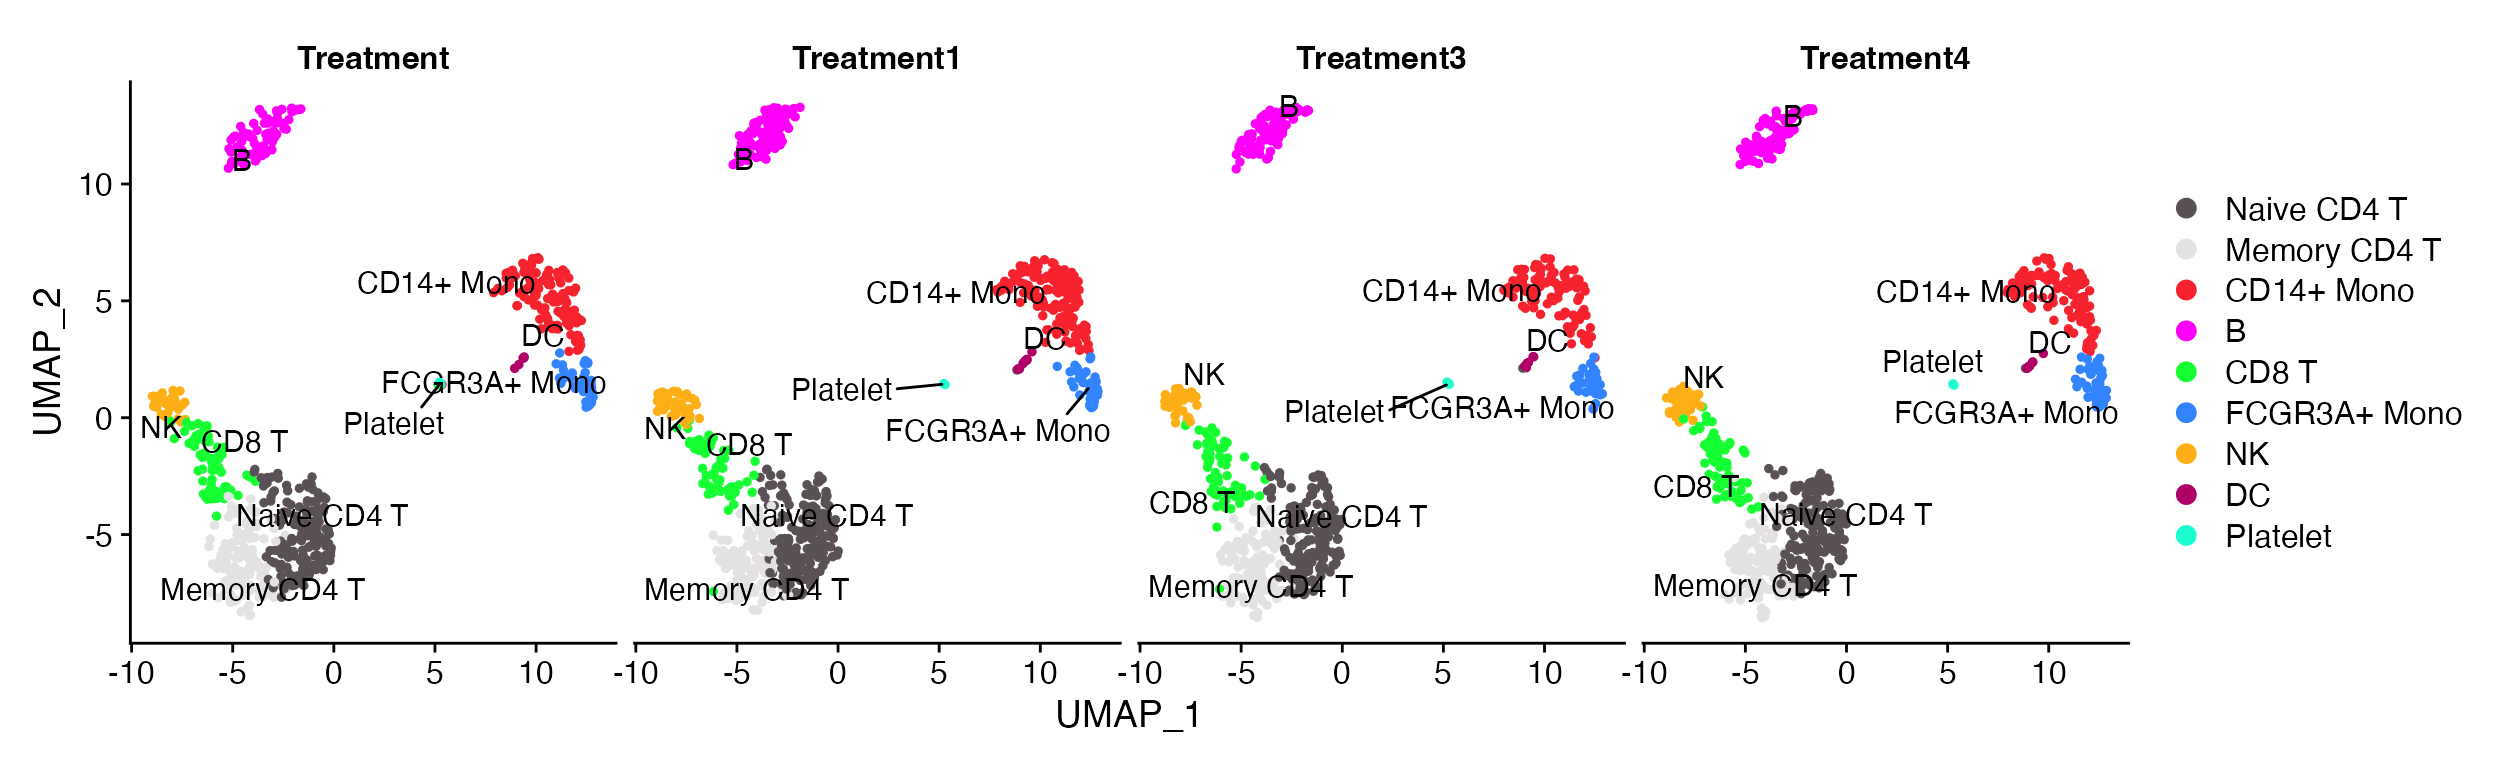 Treatment
Treatment1
Treatment3
Treatment4
UMAP_2
10
5
0
-5
B
CD14+ Mono
DC
FCGR3A+ Mono
Platelet
NK
CD8 T
Naive CD4 T
Memory CD4 T
-10 -5 0 5 10
B
CD14+ Mono
DC
Platelet
FCGR3A+ Mono
NK
CD8 T
Naive CD4 T
Memory CD4 T
-10 -5 0 5 10
B
CD14+ Mono
DC
NK
Platelet
FCGR3A+ Mono
CD8 T
Naive CD4 T
Memory CD4 T
-10 -5 0 5 10
B
CD14+ Mono
DC
Platelet
NK
FCGR3A+ Mono
CD8 T
Naive CD4 T
Memory CD4 T
-10 -5 0 5 10
UMAP_1
Naive CD4 T
Memory CD4 T
CD14+ Mono
B
CD8 T
FCGR3A+ Mono
NK
DC
Platelet